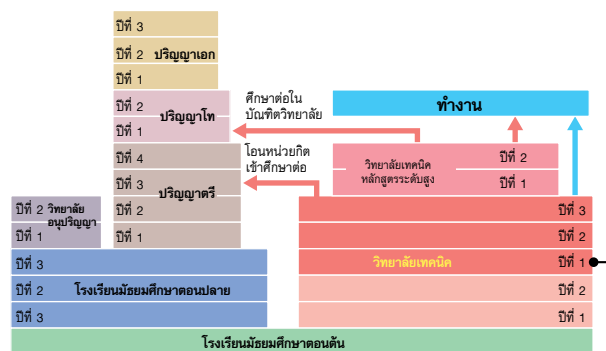 ปีที่ 3
ปีที่ 2 ปริญญาเอก
ปีที่ 1
ปีที่ 2
ปริญญาโท
ปีที่ 1
ปีที่ 4
ปีที่ 3
ปริญญาตรี
ปีที่ 2
ปีที่ 1
ศึกษาต่อใน
บัณฑิตวิทยาลัย
โอนหน่วยกิต
เข้าศึกษาต่อ
ทำงาน
วิทยาลัยเทคนิค
หลักสูตรระดับสูง
ปีที่ 2
ปีที่ 1
ปีที่ 2 วิทยาลัย
อนุปริญญา
ปีที่ 1
ปีที่ 3
ปีที่ 2 โรงเรียนมัธยมศึกษาตอนปลาย
ปีที่ 3
ปีที่ 3
ปีที่ 2
วิทยาลัยเทคนิค ปีที่ 1
ปีที่ 2
ปีที่ 1
โรงเรียนมัธยมศึกษาตอนต้น